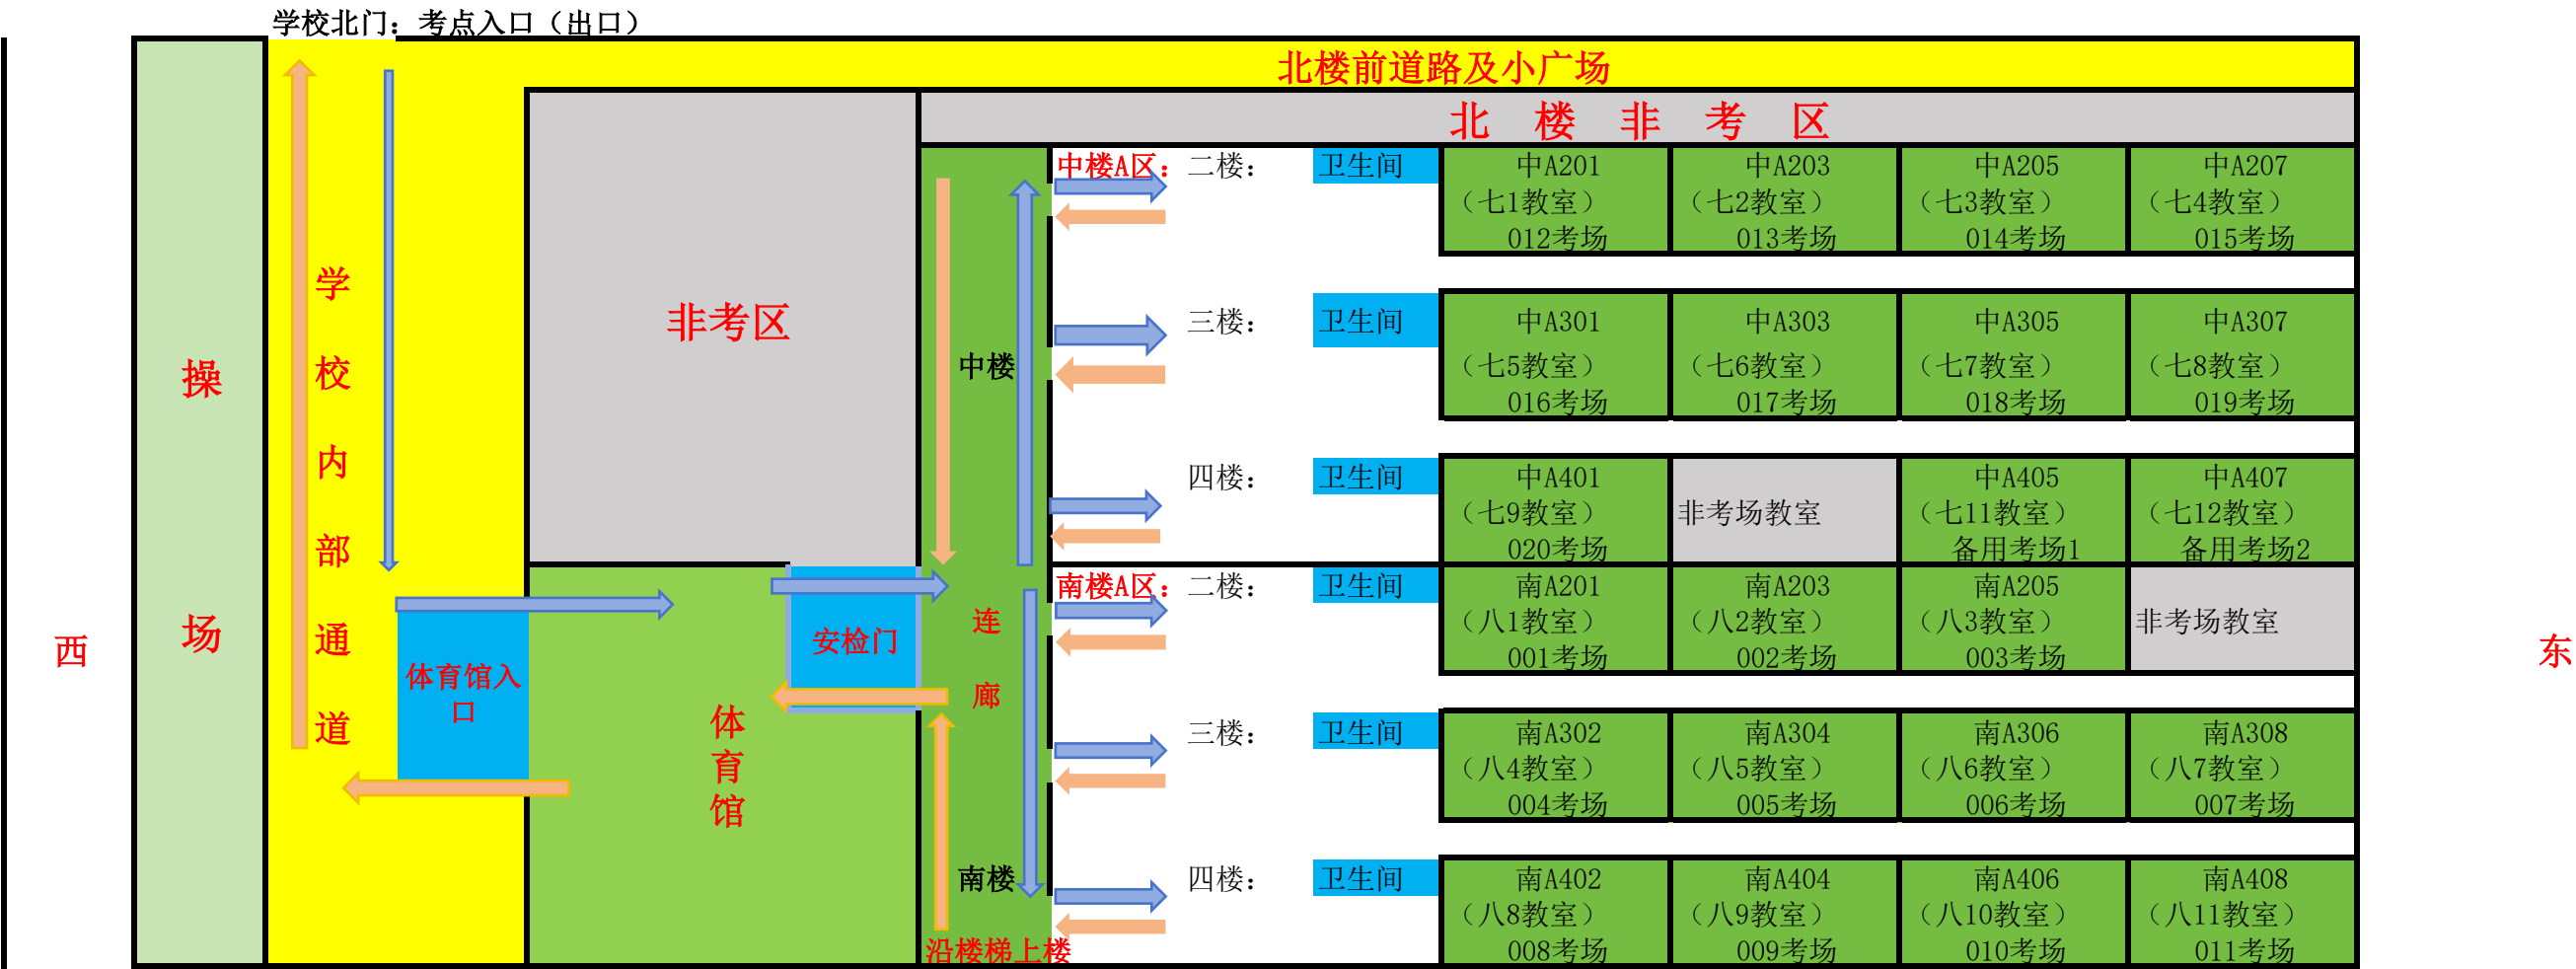 学校北门：考点入口（出口）
北楼前道路及小广场
北楼非考区
中楼A区：二楼：
卫生间
中A201
（七1教室）
012考场
中A203
（七2教室）
013考场
中A205
（七3教室）
014考场
中A207
（七4教室）
015考场
三楼：
卫生间
中A301
（七5教室）
016考场
中A303
（七6教室）
017考场
中A305
（七7教室）
018考场
中A307
（七8教室）
019考场
四楼：
卫生间
中A401
（七9教室）
020考场
非考场教室
中A405
（七11教室）
备用考场1
中A407
（七12教室）
备用考场2
南楼A区：二楼：
卫生间
南A201
（八1教室）
001考场
南A203
（八2教室）
002考场
南A205
（八3教室）
003考场
非考场教室
三楼：
卫生间
南A302
（八4教室）
004考场
南A304
（八5教室）
005考场
南A306
（八6教室）
006考场
南A308
（八7教室）
007考场
四楼：
卫生间
南A402
（八8教室）
008考场
南A404
（八9教室）
009考场
南A406
（八10教室）
010考场
南A408
（八11教室）
011考场
西
操场
学校内部通道
体育馆入
口
非考区
体育馆
安检门
中楼
连廊
南楼
沿楼梯上楼
东